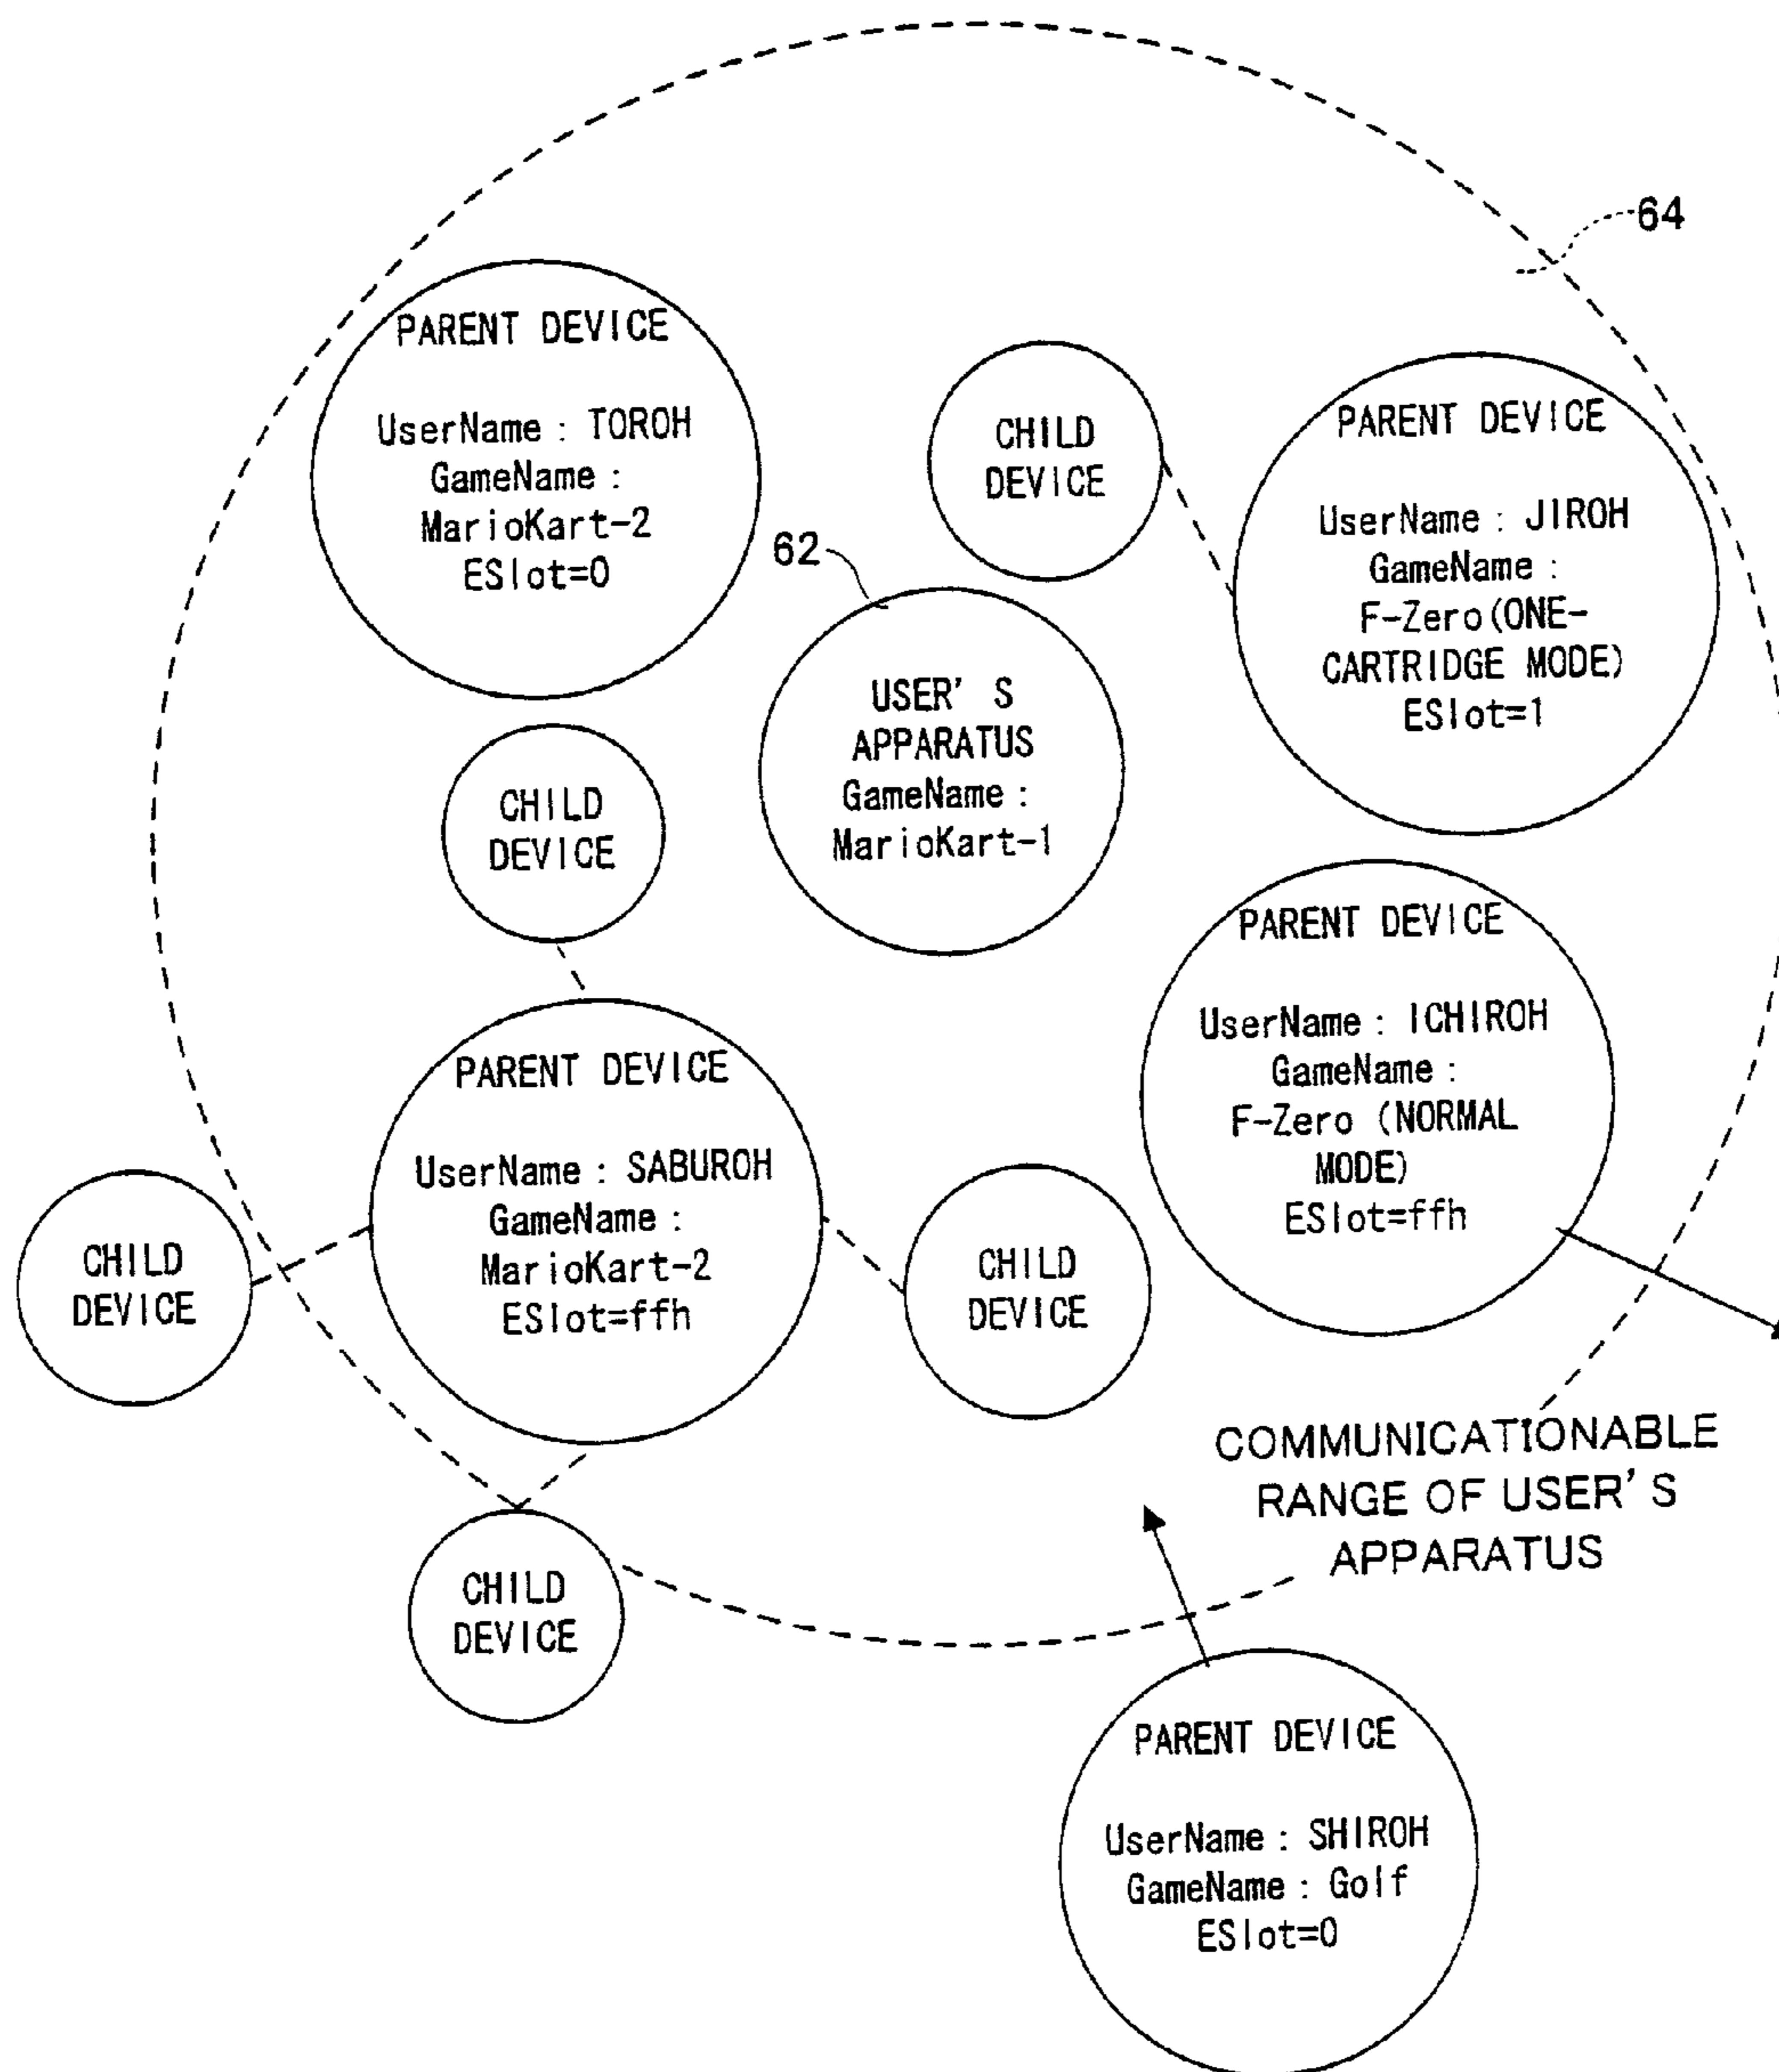 64
PARENT DEVICE
UserName : TOROH
GameName :
MarioKart-2
ESlot=0
CHILD
DEVICE
PARENT DEVICE
UserName : JIROH
GameName :
F-Zero(ONE-
CARTRIDGE MODE)
ESlot=1
62
USER'S
APPARATUS
GameName :
MarioKart-1
CHILD
DEVICE
PARENT DEVICE
UserName : ICHIROH
GameName :
F-Zero (NORMAL
MODE)
ESlot=ffh
PARENT DEVICE
UserName : SABUROH
GameName :
MarioKart-2
ESlot=ffh
CHILD
DEVICE
CHILD
DEVICE
COMMUNICATIONABLE
RANGE OF USER'S
APPARATUS
CHILD
DEVICE
PARENT DEVICE
UserName : SHIROH
GameName : Golf
ESlot=0